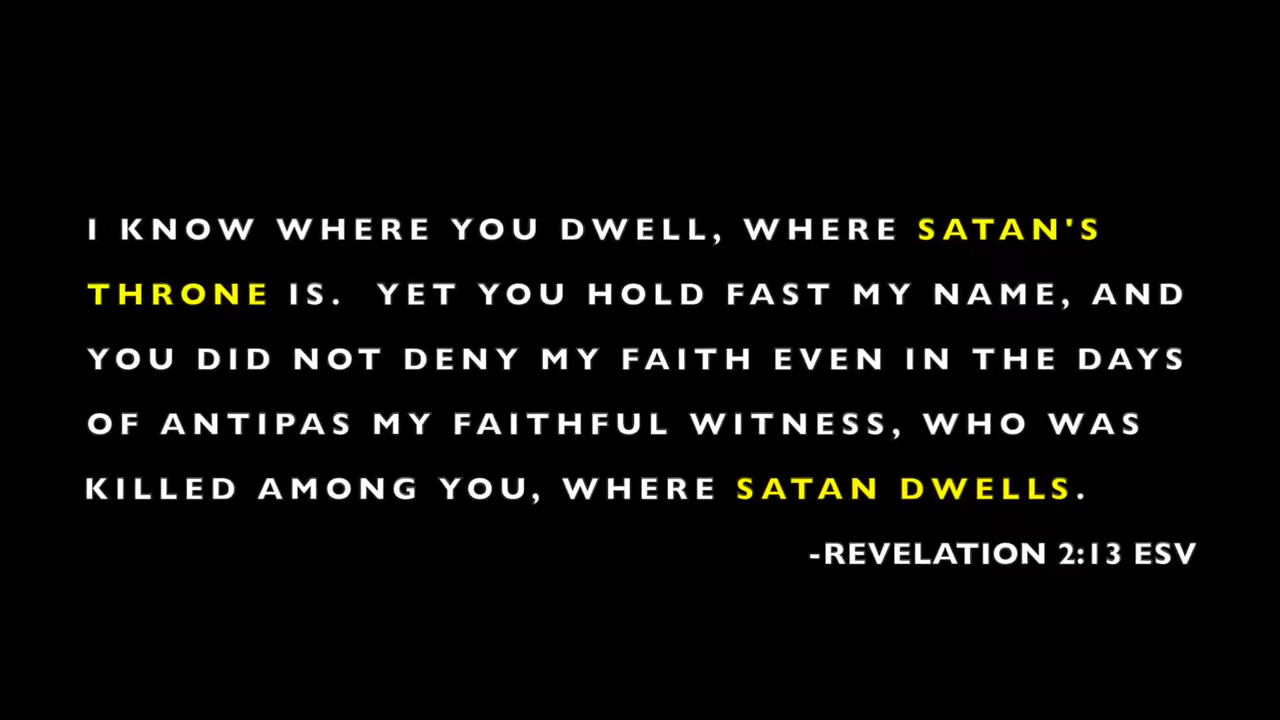 I KNOW WHERE YOU DWELL, WHERE SATAN'S
THRONE IS. YET YOU HOLD FAST MY NAME, AND
YOU DID NOT DENY MY FAITH EVEN IN THE DAYS
OF ANTIPAS MY FAITHFUL WITNESS, WHO WAS
KILLED AMONG YOU, WHERE SATAN DWELLS.
-REVELATION 2:13 ESV